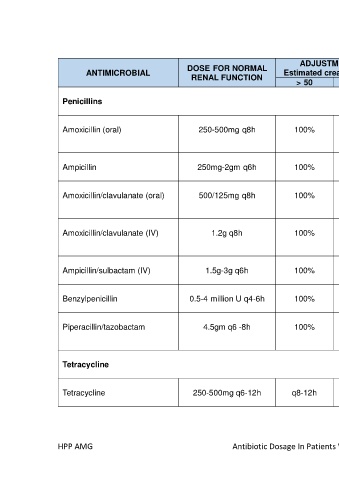 ANTIMICROBIAL
DOSE FOR NORMAL
RENAL FUNCTION
ADJUSTM
Estimated crea
> 50
Penicillins
Amoxicillin (oral) 250-500mg q8h 100%
Ampicillin 250mg-2gm q6h 100%
Amoxicillin/clavulanate (oral) 500/125mg q8h 100%
Amoxicillin/clavulanate (IV) 1.2g q8h 100%
Ampicillin/sulbactam (IV) 1.5g-3g q6h 100%
Benzylpenicillin 0.5-4 million U q4-6h 100%
Piperacillin/tazobactam 4.5gm q6 -8h 100%
Tetracycline
Tetracycline 250-500mg q6-12h q8-12h
HPP AMG Antibiotic Dosage In Patients